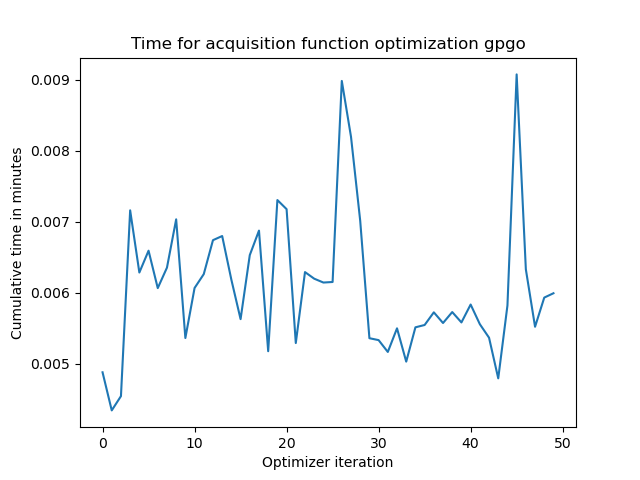 Time for acquisition function optimization gpgo
0.009
0.008
0.007
0.006
0.005
Cumulative time in minutes
0 10 20 30 40 50
Optimizer iteration